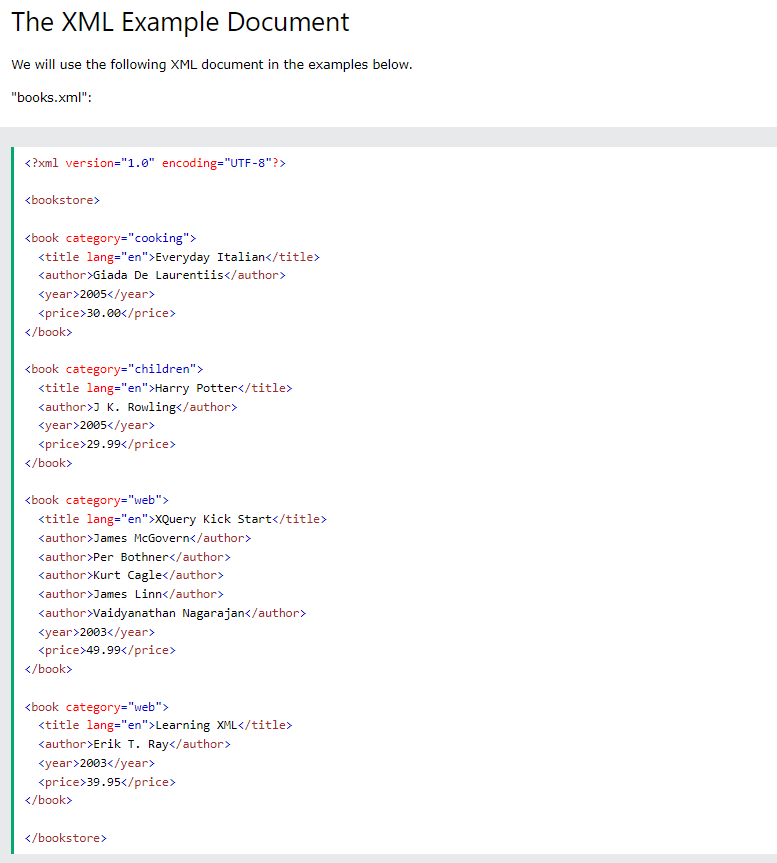 The XML Example Document
We will use the following XML document in the examples below.
"books.xml":
<?xml version="1.0" encoding="UTF-8"?>
<bookstore>
<book category="cooking">
  <title lang="en">Everyday Italian</title>
  <author>Giada De Laurentiis</author>
  <year>2005</year>
  <price>30.00</price>
</book>
<book category="children">
  <title lang="en">Harry Potter</title>
  <author>J K. Rowling</author>
  <year>2005</year>
  <price>29.99</price>
</book>
<book category="web">
  <title lang="en">XQuery Kick Start</title>
  <author>James McGovern</author>
  <author>Per Bothner</author>
  <author>Kurt Cagle</author>
  <author>James Linn</author>
  <author>Vaidyanathan Nagarajan</author>
  <year>2003</year>
  <price>49.99</price>
</book>
<book category="web">
  <title lang="en">Learning XML</title>
  <author>Erik T. Ray</author>
  <year>2003</year>
  <price>39.95</price>
</book>
</bookstore>